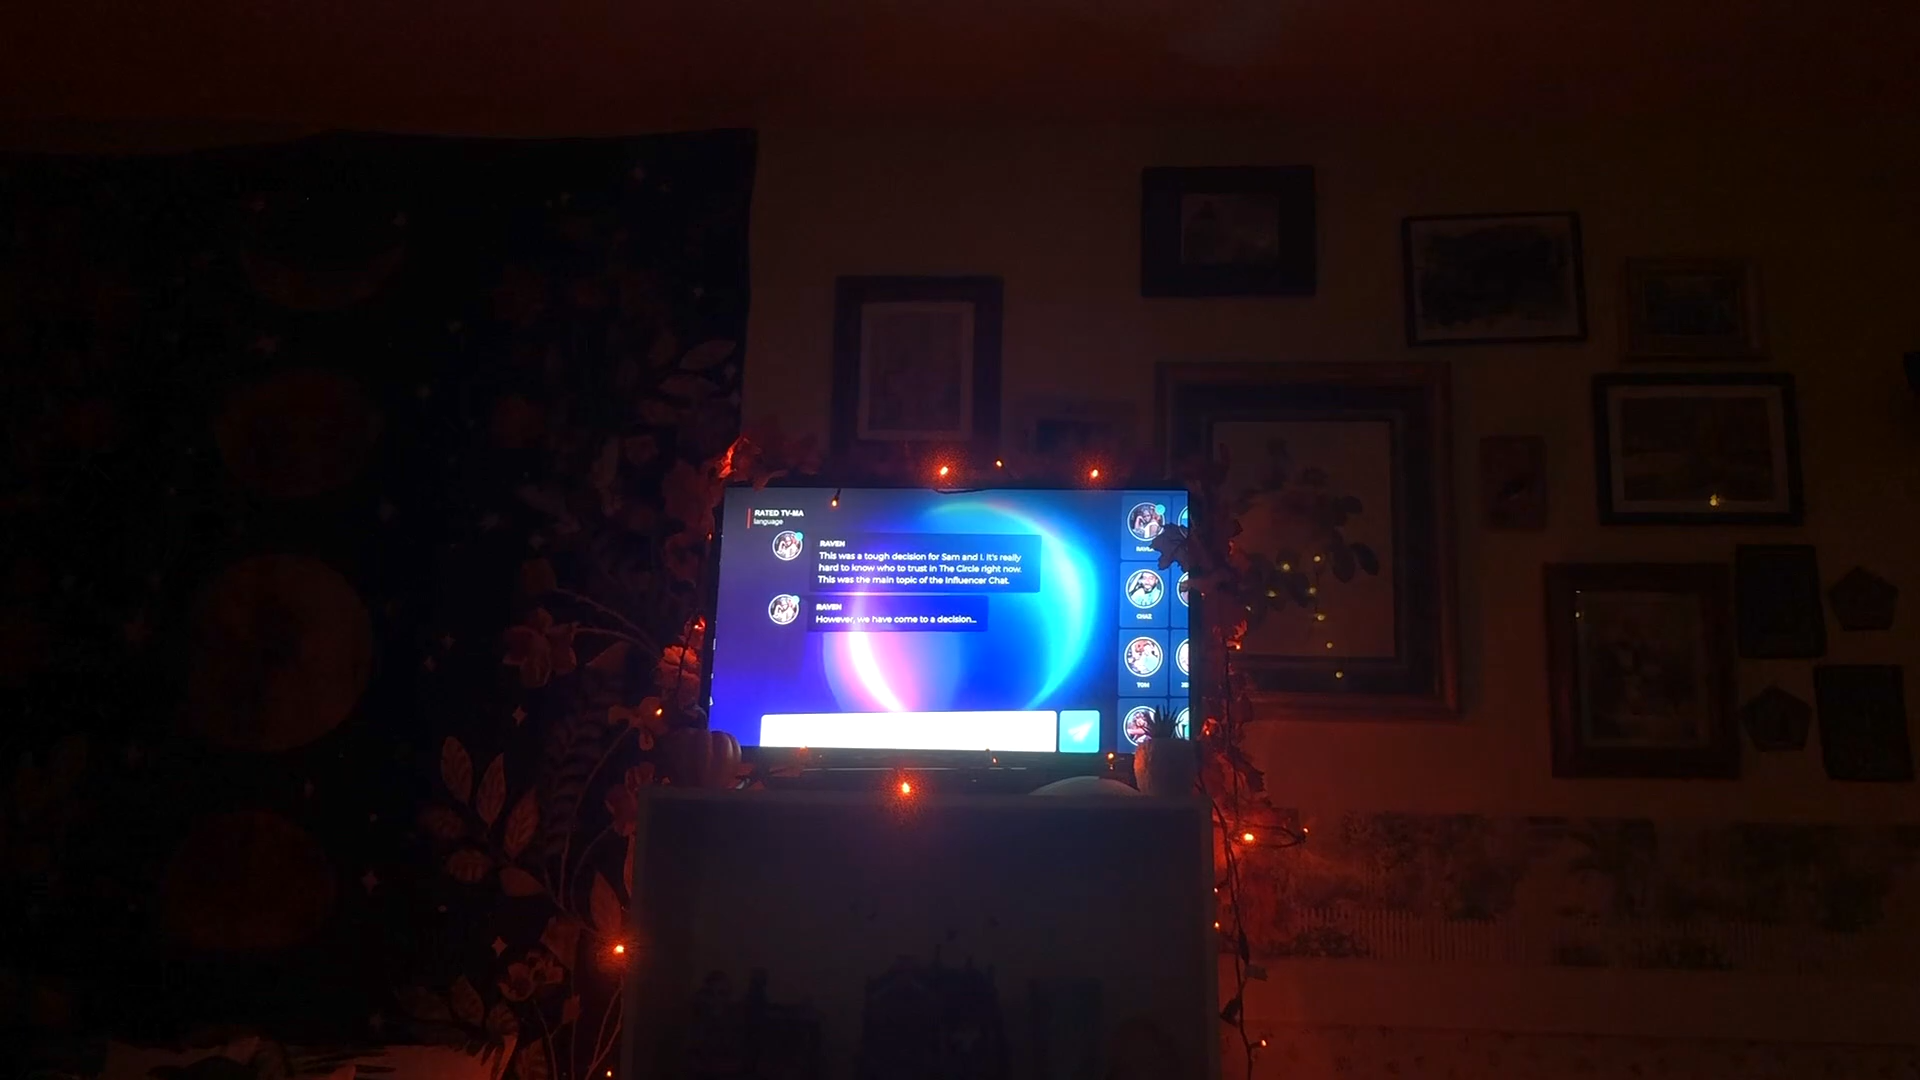 RATED TV-MA
language
RAVEN
This was a tough decision for Sam and I. It's really
hard to know who to trust in The Circle right now.
This was the main topic of the Influencer Chat.
RAVEN
However, we have come to a decision...
CHAZ
TOM